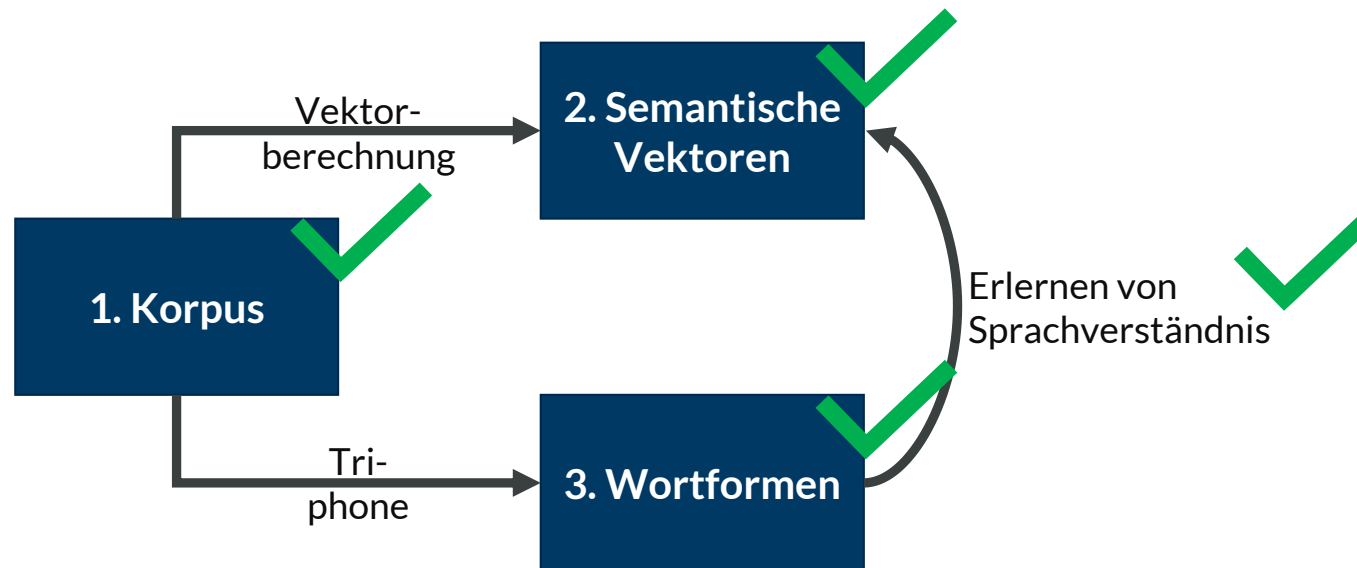 Vektor-
berechnung
2. Semantische
Vektoren
1. Korpus
Erlernen von
Sprachverständnis
Tri-
phone
3. Wortformen